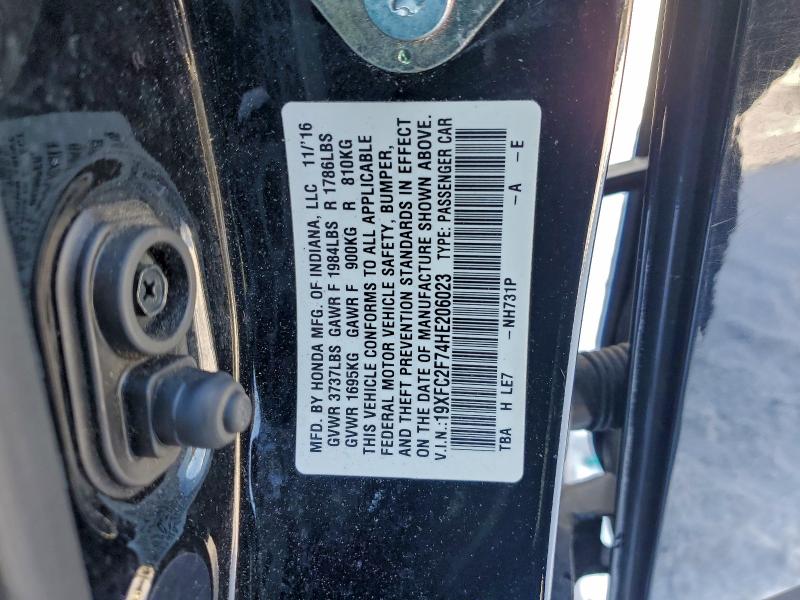 MFD. BY HONDA MFG. OF INDIANA, LLC 11/'16
GVWR 3737LBS GAWR F 1984LBS R 1786LBS
GVWR 1695KG GAWR F 900KG R 810KG
THIS VEHICLE CONFORMS TO ALL APPLICABLE
FEDERAL MOTOR VEHICLE SAFETY, BUMPER,
AND THEFT PREVENTION STANDARDS IN EFFECT
ON THE DATE OF MANUFACTURE SHOWN ABOVE.
V.I.N.: 19XFC2F74HE206023 TYPE: PASSENGER CAR
TBA H LE7 -NH731P -A -E